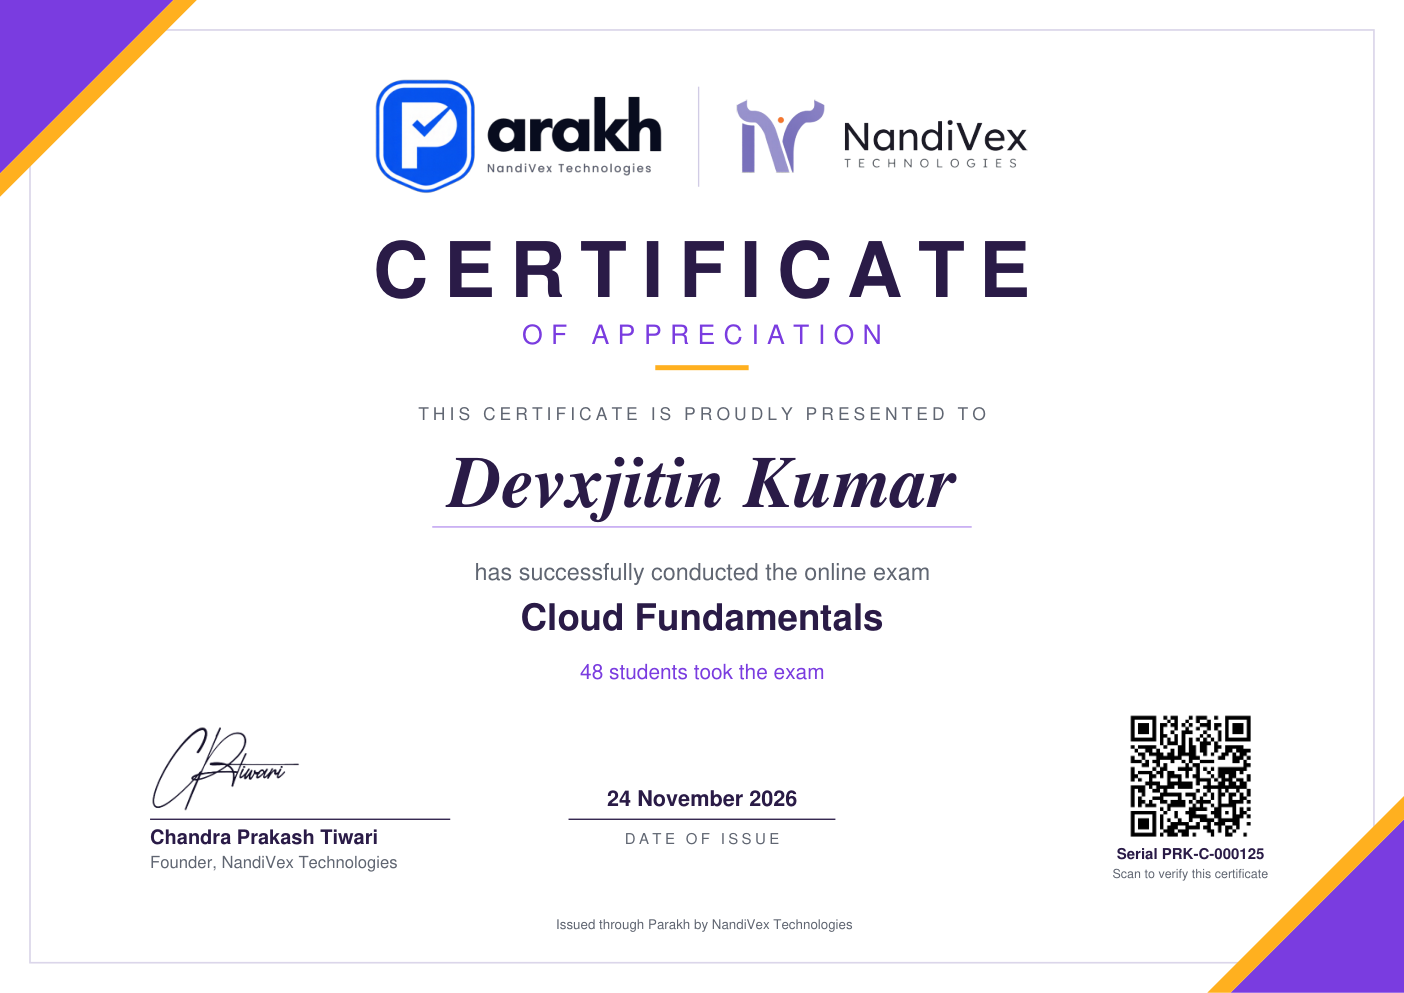 Parakh
NandiVex Technologies
NandiVex
TECHNOLOGIES
CERTIFICATE
OF APPRECIATION
THIS CERTIFICATE IS PROUDLY PRESENTED TO
Devxjitin Kumar
has successfully conducted the online exam
Cloud Fundamentals
48 students took the exam
CPTiwari
Chandra Prakash Tiwari
Founder, NandiVex Technologies
24 November 2026
DATE OF ISSUE
Serial PRK-C-000125
Scan to verify this certificate
Issued through Parakh by NandiVex Technologies